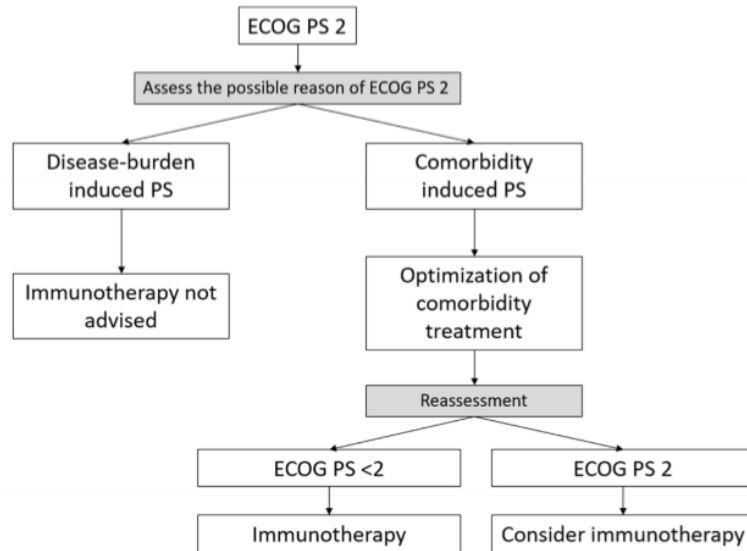 ECOG PS 2
Assess the possible reason of ECOG PS 2
Disease-burden
induced PS
Comorbidity
induced PS
Immunotherapy not
advised
Optimization of
comorbidity
treatment
Reassessment
ECOG PS <2
ECOG PS 2
Immunotherapy
Consider immunotherapy